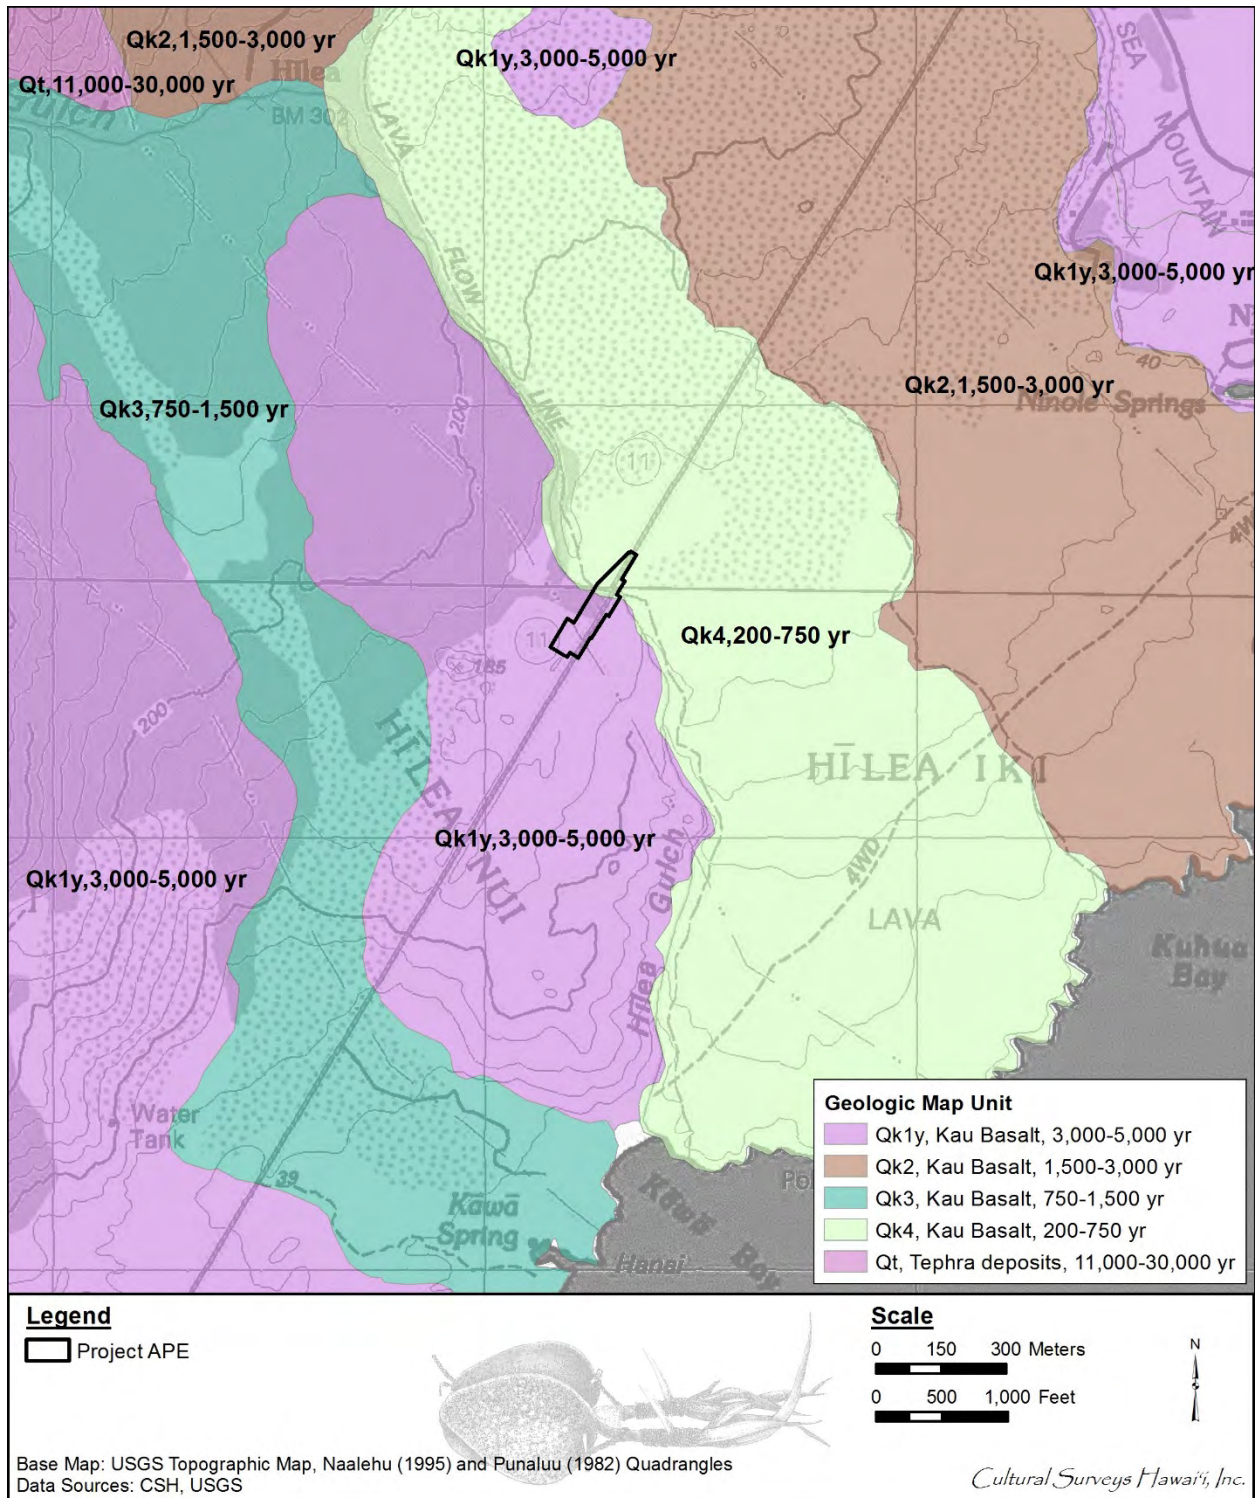 Qk2,1,500-3,000 yr
Hilea
Qt,11,000-30,000 yr
Gulch
BM 302
Qk1y,3,000-5,000 yr
SEA
MOUNTAIN
LAVA
FLOW
LINE
Qk1y,3,000-5,000 yr
200
Qk3,750-1,500 yr
40
Qk2,1,500-3,000 yr
Ninole Springs
11
4WD
11
185
Qk4,200-750 yr
200
HĪLEA IKI
HĪLEA NUI
Qk1y,3,000-5,000 yr
Hilea Gulch
4WD
LAVA
Qk1y,3,000-5,000 yr
Kuhua
Bay
Water
Tank
39
Kāwā
Spring
Kāwā Bay
Hanai
Geologic Map Unit
Qk1y, Kau Basalt, 3,000-5,000 yr
Qk2, Kau Basalt, 1,500-3,000 yr
Qk3, Kau Basalt, 750-1,500 yr
Qk4, Kau Basalt, 200-750 yr
Qt, Tephra deposits, 11,000-30,000 yr
Legend
Project APE
Scale
0 150 300 Meters
0 500 1,000 Feet
N
Base Map: USGS Topographic Map, Naalehu (1995) and Punaluu (1982) Quadrangles
Data Sources: CSH, USGS
Cultural Surveys Hawaiʻi, Inc.